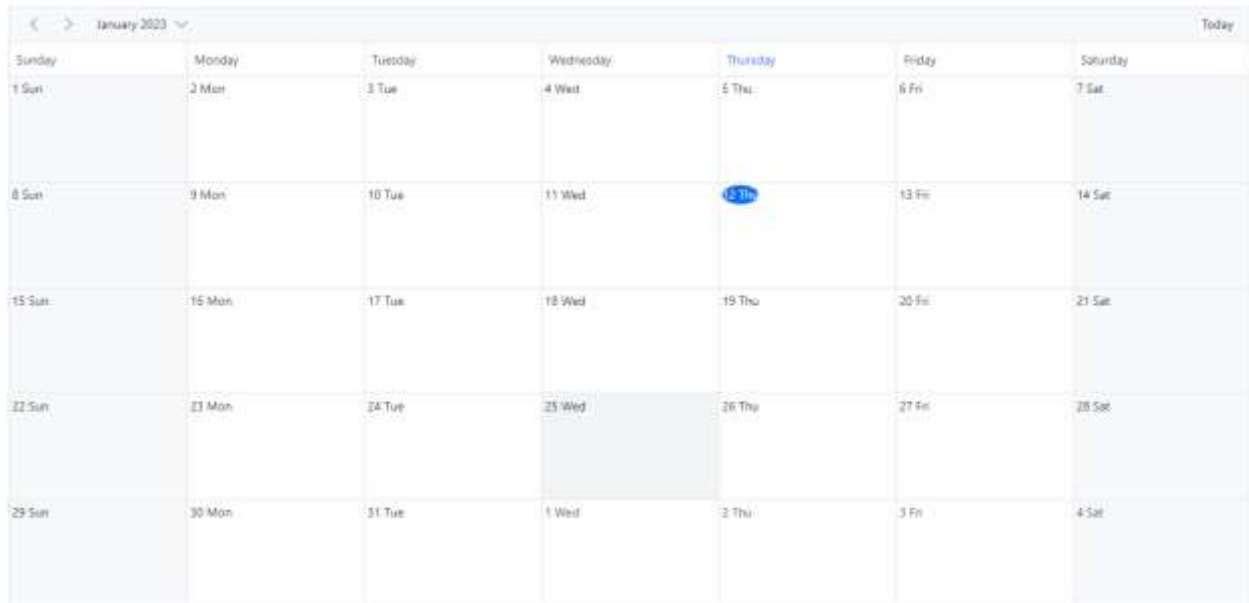 January 2023 Today
Sunday Monday Tuesday Wednesday Thursday Friday Saturday
1 Sun 2 Mon 3 Tue 4 Wed 5 Thu 6 Fri 7 Sat
8 Sun 9 Mon 10 Tue 11 Wed 12 Thu 13 Fri 14 Sat
15 Sun 16 Mon 17 Tue 18 Wed 19 Thu 20 Fri 21 Sat
22 Sun 23 Mon 24 Tue 25 Wed 26 Thu 27 Fri 28 Sat
29 Sun 30 Mon 31 Tue 1 Wed 2 Thu 3 Fri 4 Sat